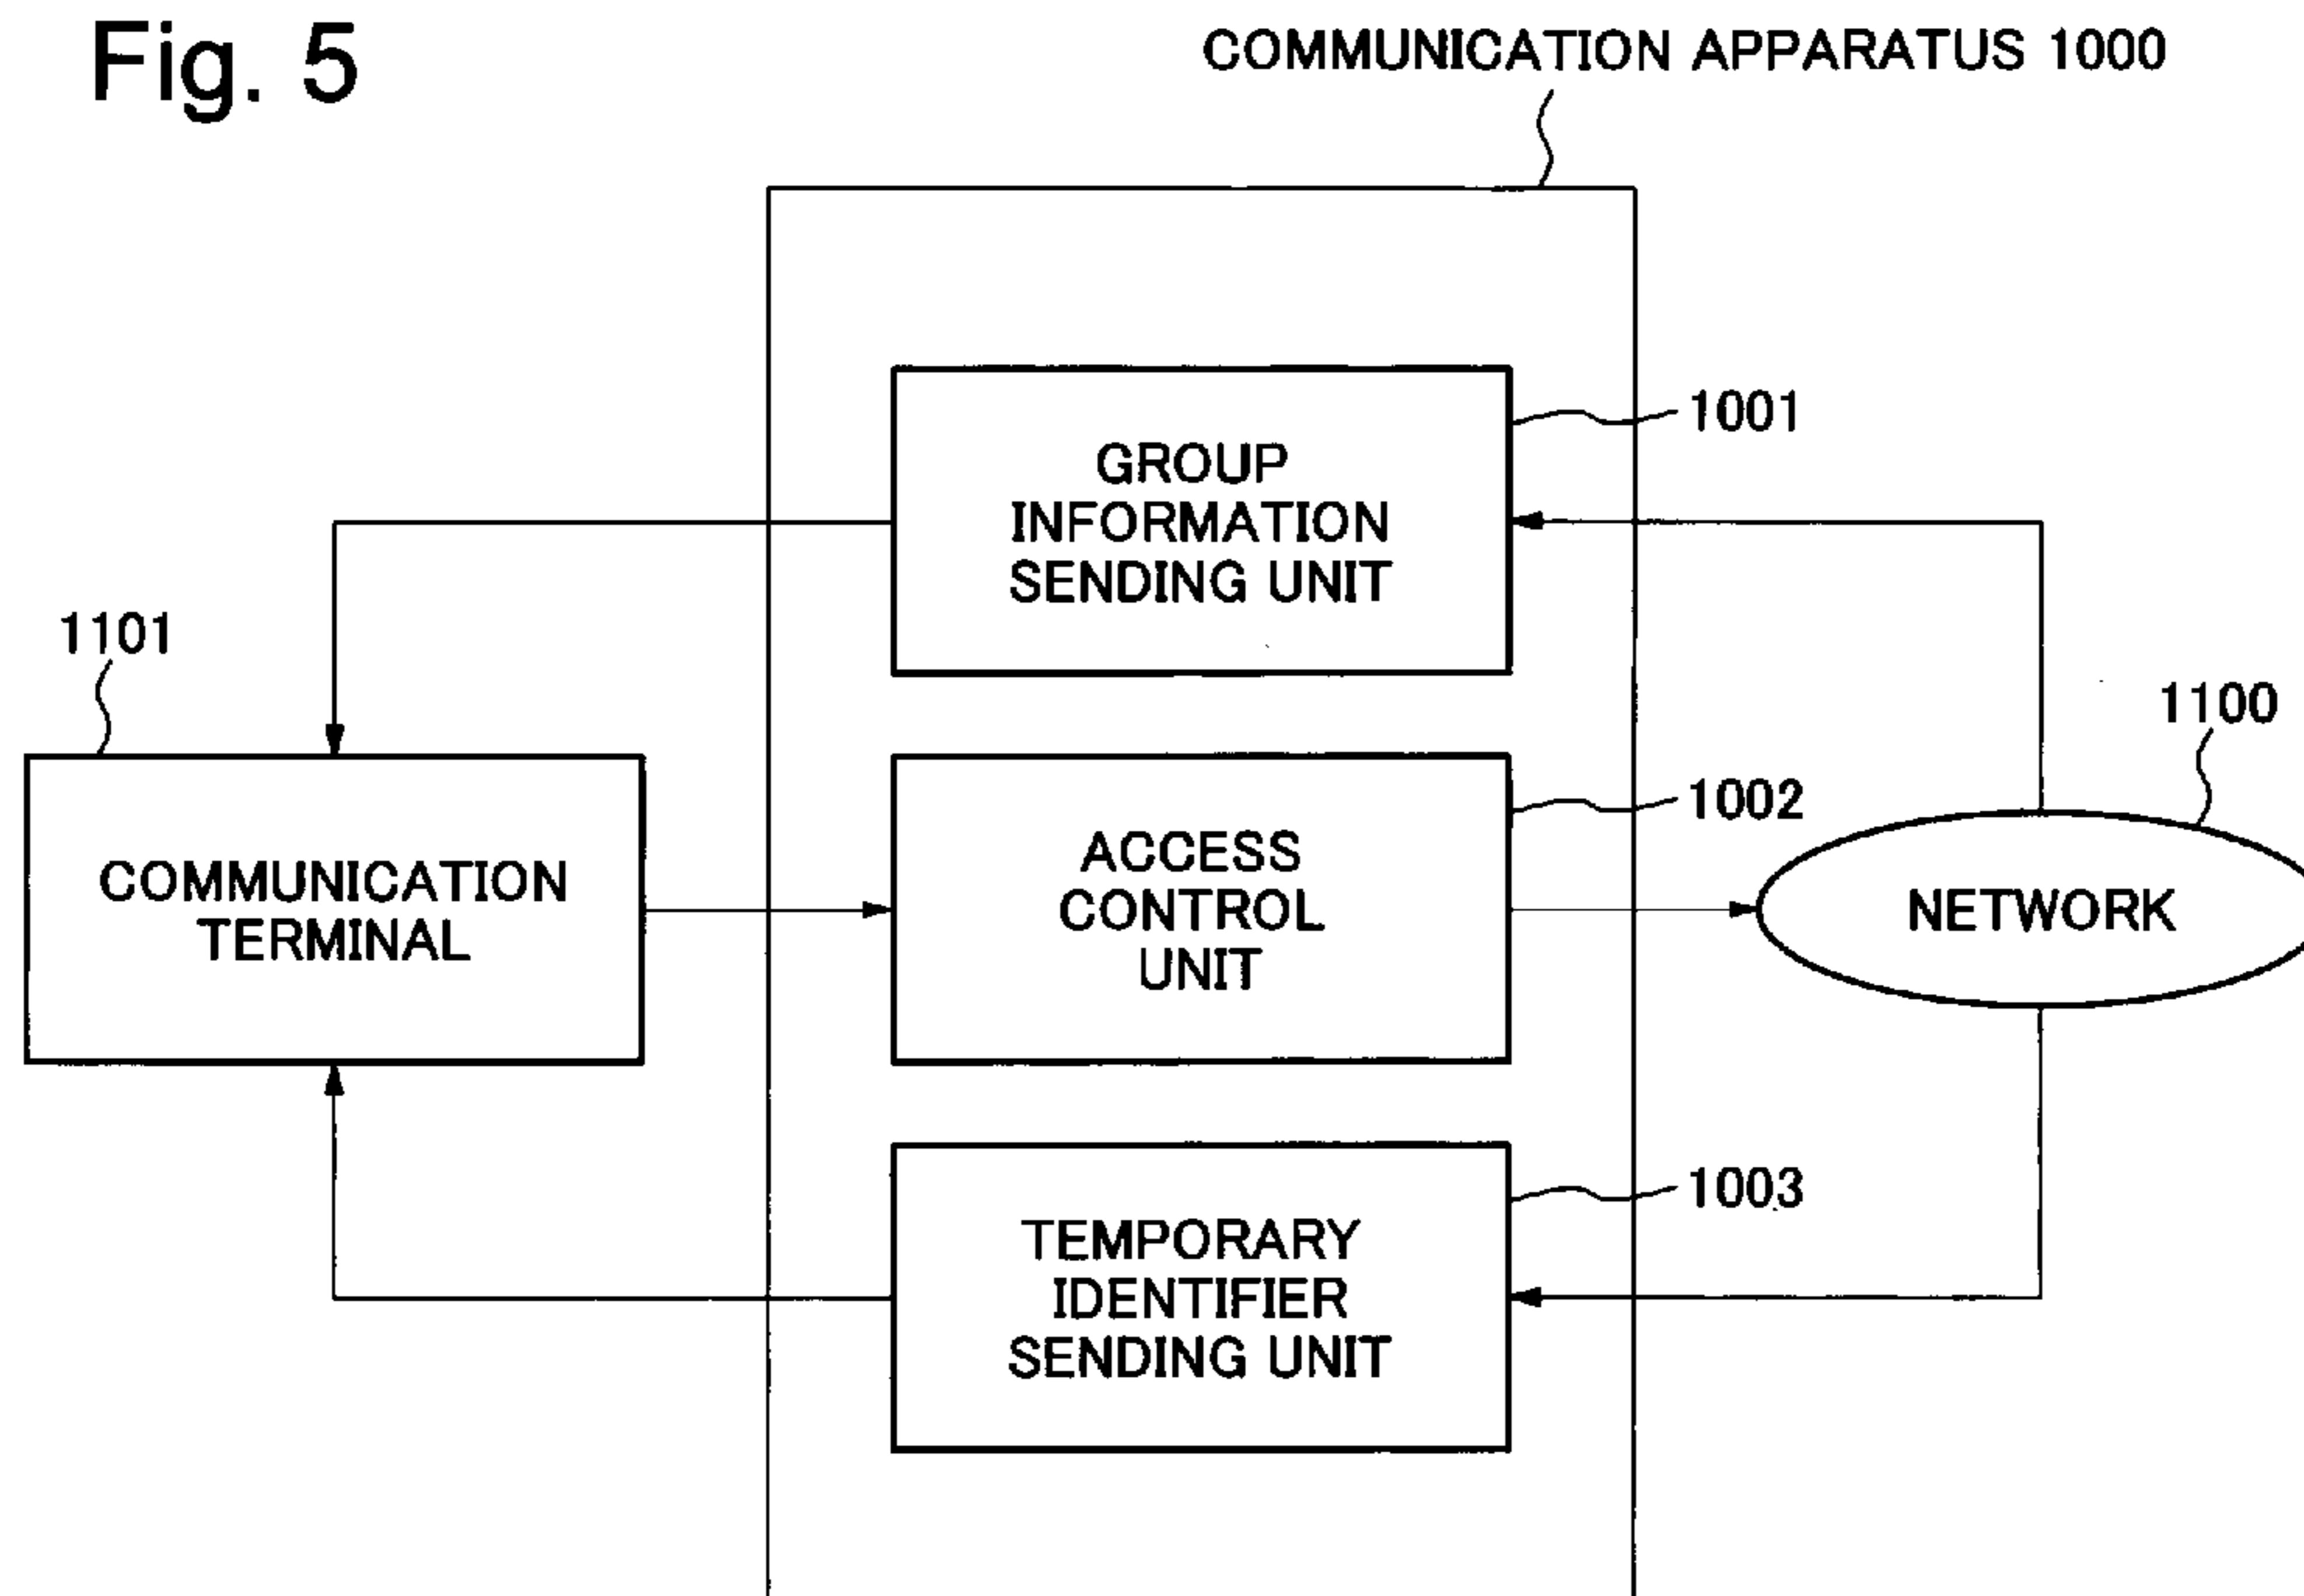 Fig. 5
COMMUNICATION APPARATUS 1000
1001
GROUP
INFORMATION
SENDING UNIT
1101
1100
1002
COMMUNICATION
TERMINAL
ACCESS
CONTROL
UNIT
NETWORK
1003
TEMPORARY
IDENTIFIER
SENDING UNIT